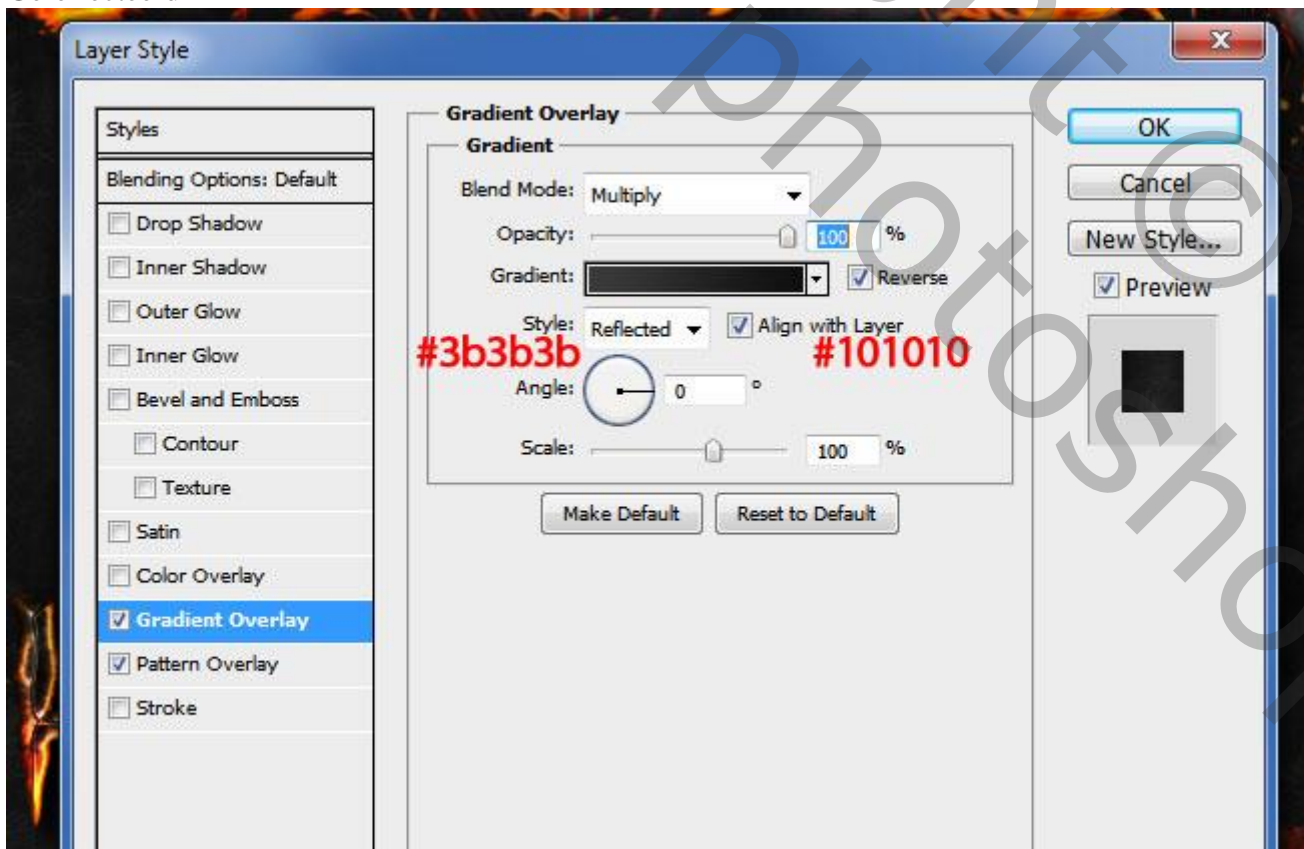 Layer Style
x
Styles
Blending Options: Default
Drop Shadow
Inner Shadow
Outer Glow
Inner Glow
Bevel and Emboss
Contour
Texture
Satin
Color Overlay
Gradient Overlay
Pattern Overlay
Stroke
Gradient Overlay
Gradient
Blend Mode: Multiply
Opacity: 100 %
Gradient: Reverse
Style: Reflected Align with Layer
#3b3b3b #101010
Angle: 0 °
Scale: 100 %
Make Default Reset to Default
OK
Cancel
New Style...
Preview
©